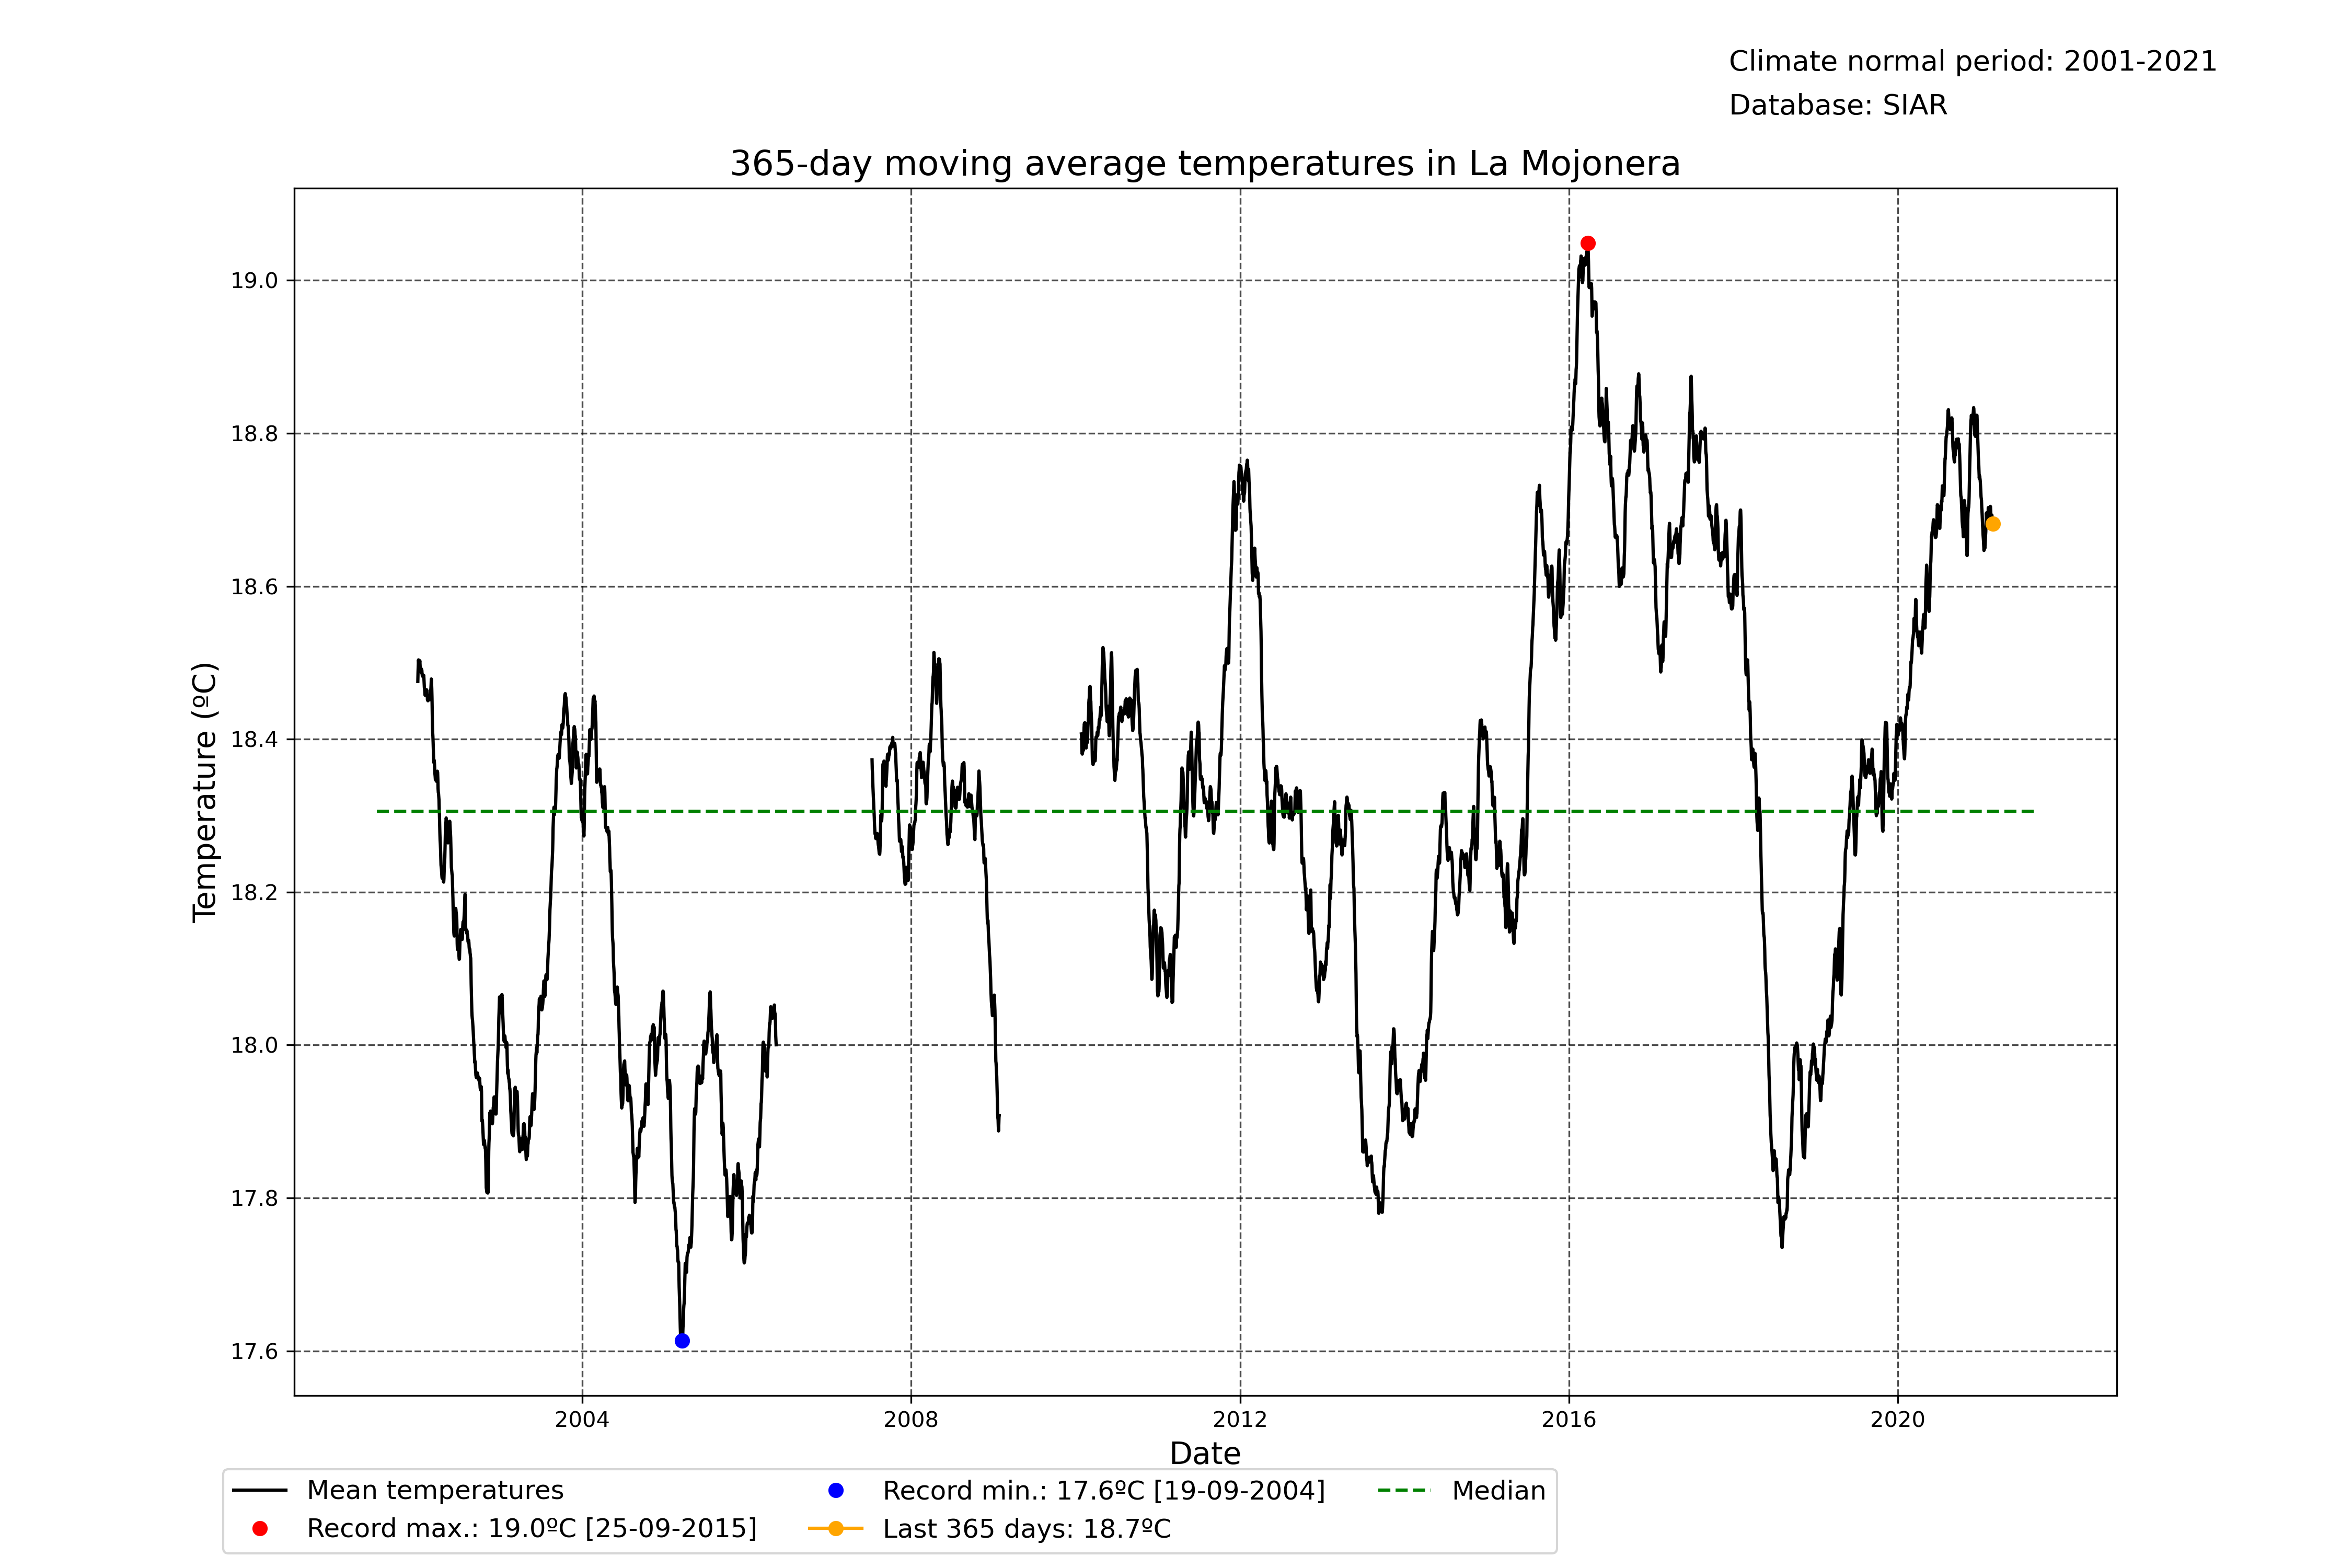 Climate normal period: 2001-2021
Database: SIAR
365-day moving average temperatures in La Mojonera
19.0
18.8
18.6
18.4
18.2
18.0
17.8
17.6
Temperature (ºC)
2004 2008 2012 2016 2020
Date
Mean temperatures
Record max.: 19.0ºC [25-09-2015]
Record min.: 17.6ºC [19-09-2004]
Last 365 days: 18.7ºC
Median